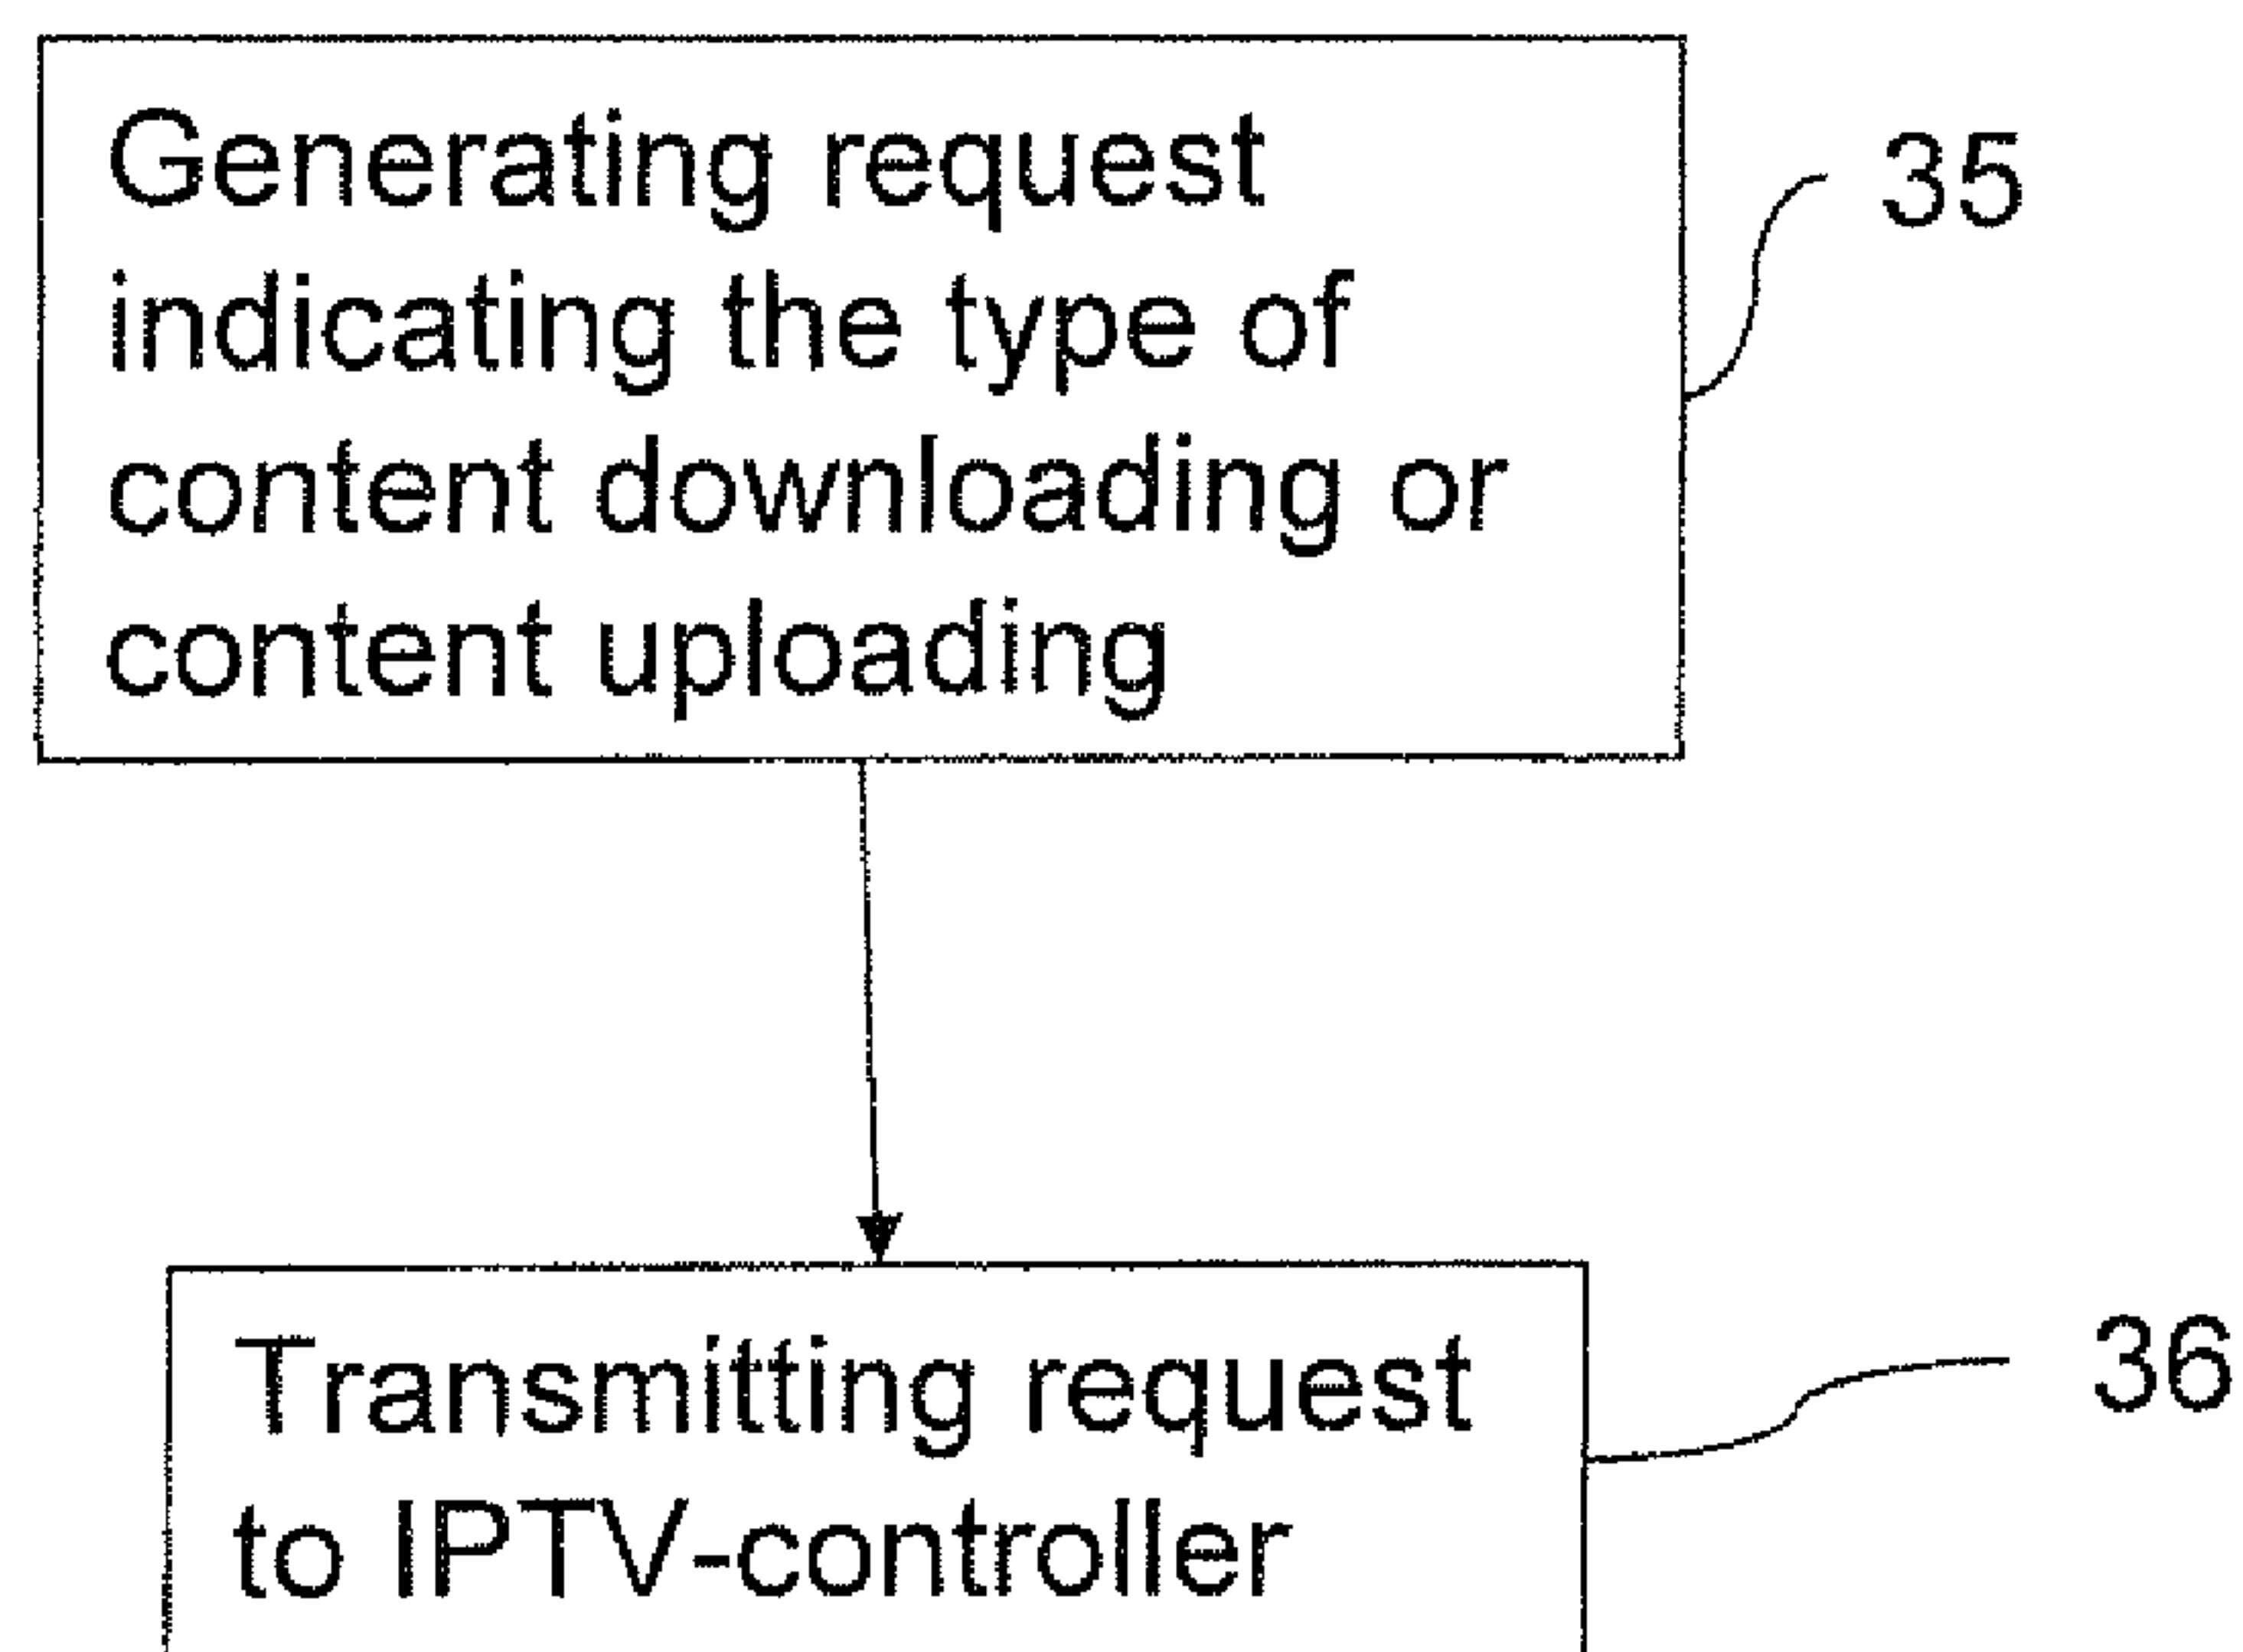 Generating request
indicating the type of
content downloading or
content uploading
35
Transmitting request
to IPTV-controller
36